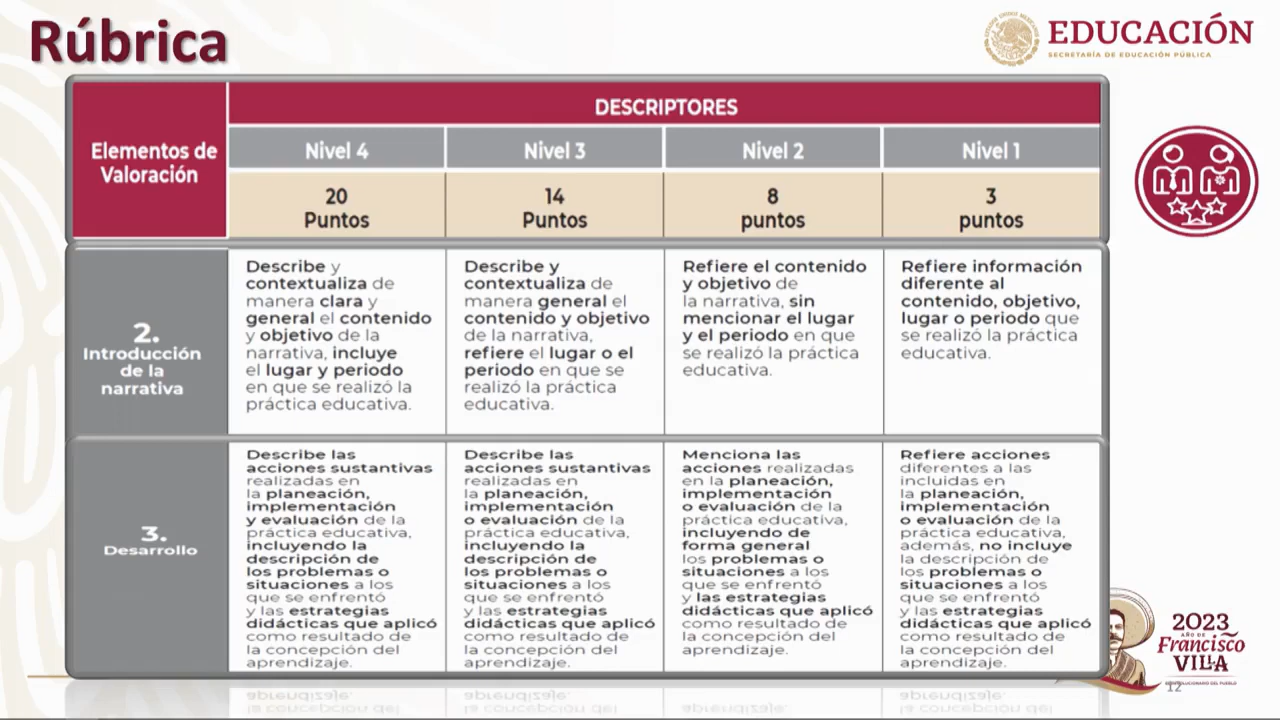 Rúbrica
EDUCACIÓN
SECRETARÍA DE EDUCACIÓN PÚBLICA
Elementos de
Valoración
DESCRIPTORES
Nivel 4
Nivel 3
Nivel 2
Nivel 1
20
Puntos
14
Puntos
8
puntos
3
puntos
2.
Introducción
de la
narrativa
Describe y
contextualiza de
manera clara y
general el contenido
y objetivo de la
narrativa, incluye
el lugar y periodo
en que se realizó la
práctica educativa.
Describe y
contextualiza de
manera general el
contenido y objetivo
de la narrativa,
refiere el lugar o el
periodo en que se
realizó la práctica
educativa.
Refiere el contenido
y objetivo de
la narrativa, sin
mencionar el lugar
y el periodo en que
se realizó la práctica
educativa.
Refiere información
diferente al
contenido, objetivo,
lugar o periodo que
se realizó la práctica
educativa.
3.
Desarrollo
Describe las
acciones sustantivas
realizadas en
la planeación,
implementación
y evaluación de la
práctica educativa,
incluyendo la
descripción de
los problemas o
situaciones a los
que se enfrentó
y las estrategias
didácticas que aplicó
como resultado de
la concepción del
aprendizaje.
Describe las
acciones sustantivas
realizadas en
la planeación,
implementación
o evaluación de la
práctica educativa,
incluyendo la
descripción de
los problemas o
situaciones a los
que se enfrentó
y las estrategias
didácticas que aplicó
como resultado de
la concepción del
aprendizaje.
Menciona las
acciones realizadas
en la planeación,
implementación
o evaluación de la
práctica educativa,
incluyendo de
forma general
los problemas o
situaciones a los
que se enfrentó
y las estrategias
didácticas que aplicó
como resultado de
la concepción del
aprendizaje.
Refiere acciones
diferentes a las
incluidas en
la planeación,
implementación
o evaluación de la
práctica educativa,
además, no incluye
la descripción de
los problemas o
situaciones a los
que se enfrentó
y las estrategias
didácticas que aplicó
como resultado de
la concepción del
aprendizaje.
2023
AÑO DE
Francisco
VILLA
12